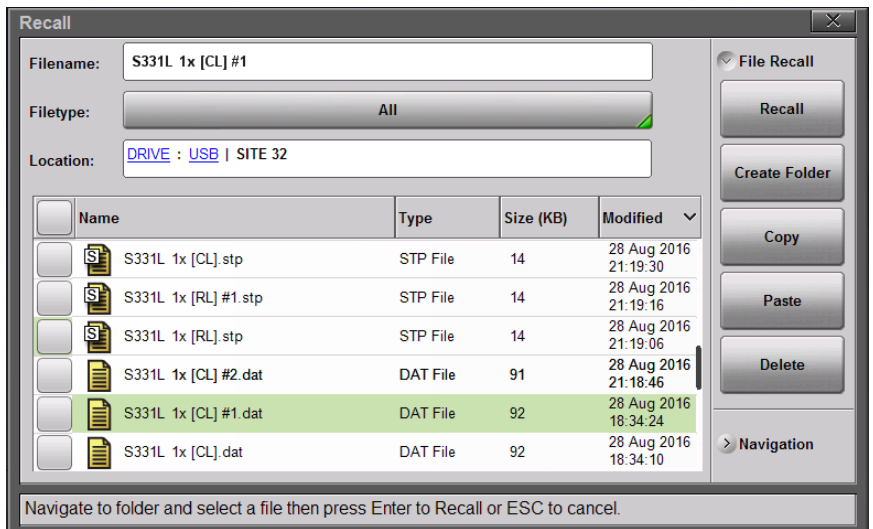 Recall
Filename: S331L 1x [CL] #1
Filetype: All
Location: DRIVE : USB | SITE 32
Name Type Size (KB) Modified
S S331L 1x [CL].stp STP File 14 28 Aug 2016
21:19:30
S S331L 1x [RL] #1.stp STP File 14 28 Aug 2016
21:19:16
S S331L 1x [RL].stp STP File 14 28 Aug 2016
21:19:06
S331L 1x [CL] #2.dat DAT File 91 28 Aug 2016
21:18:46
S331L 1x [CL] #1.dat DAT File 92 28 Aug 2016
18:34:24
S331L 1x [CL].dat DAT File 92 28 Aug 2016
18:34:10
File Recall
Recall
Create Folder
Copy
Paste
Delete
Navigation
Navigate to folder and select a file then press Enter to Recall or ESC to cancel.